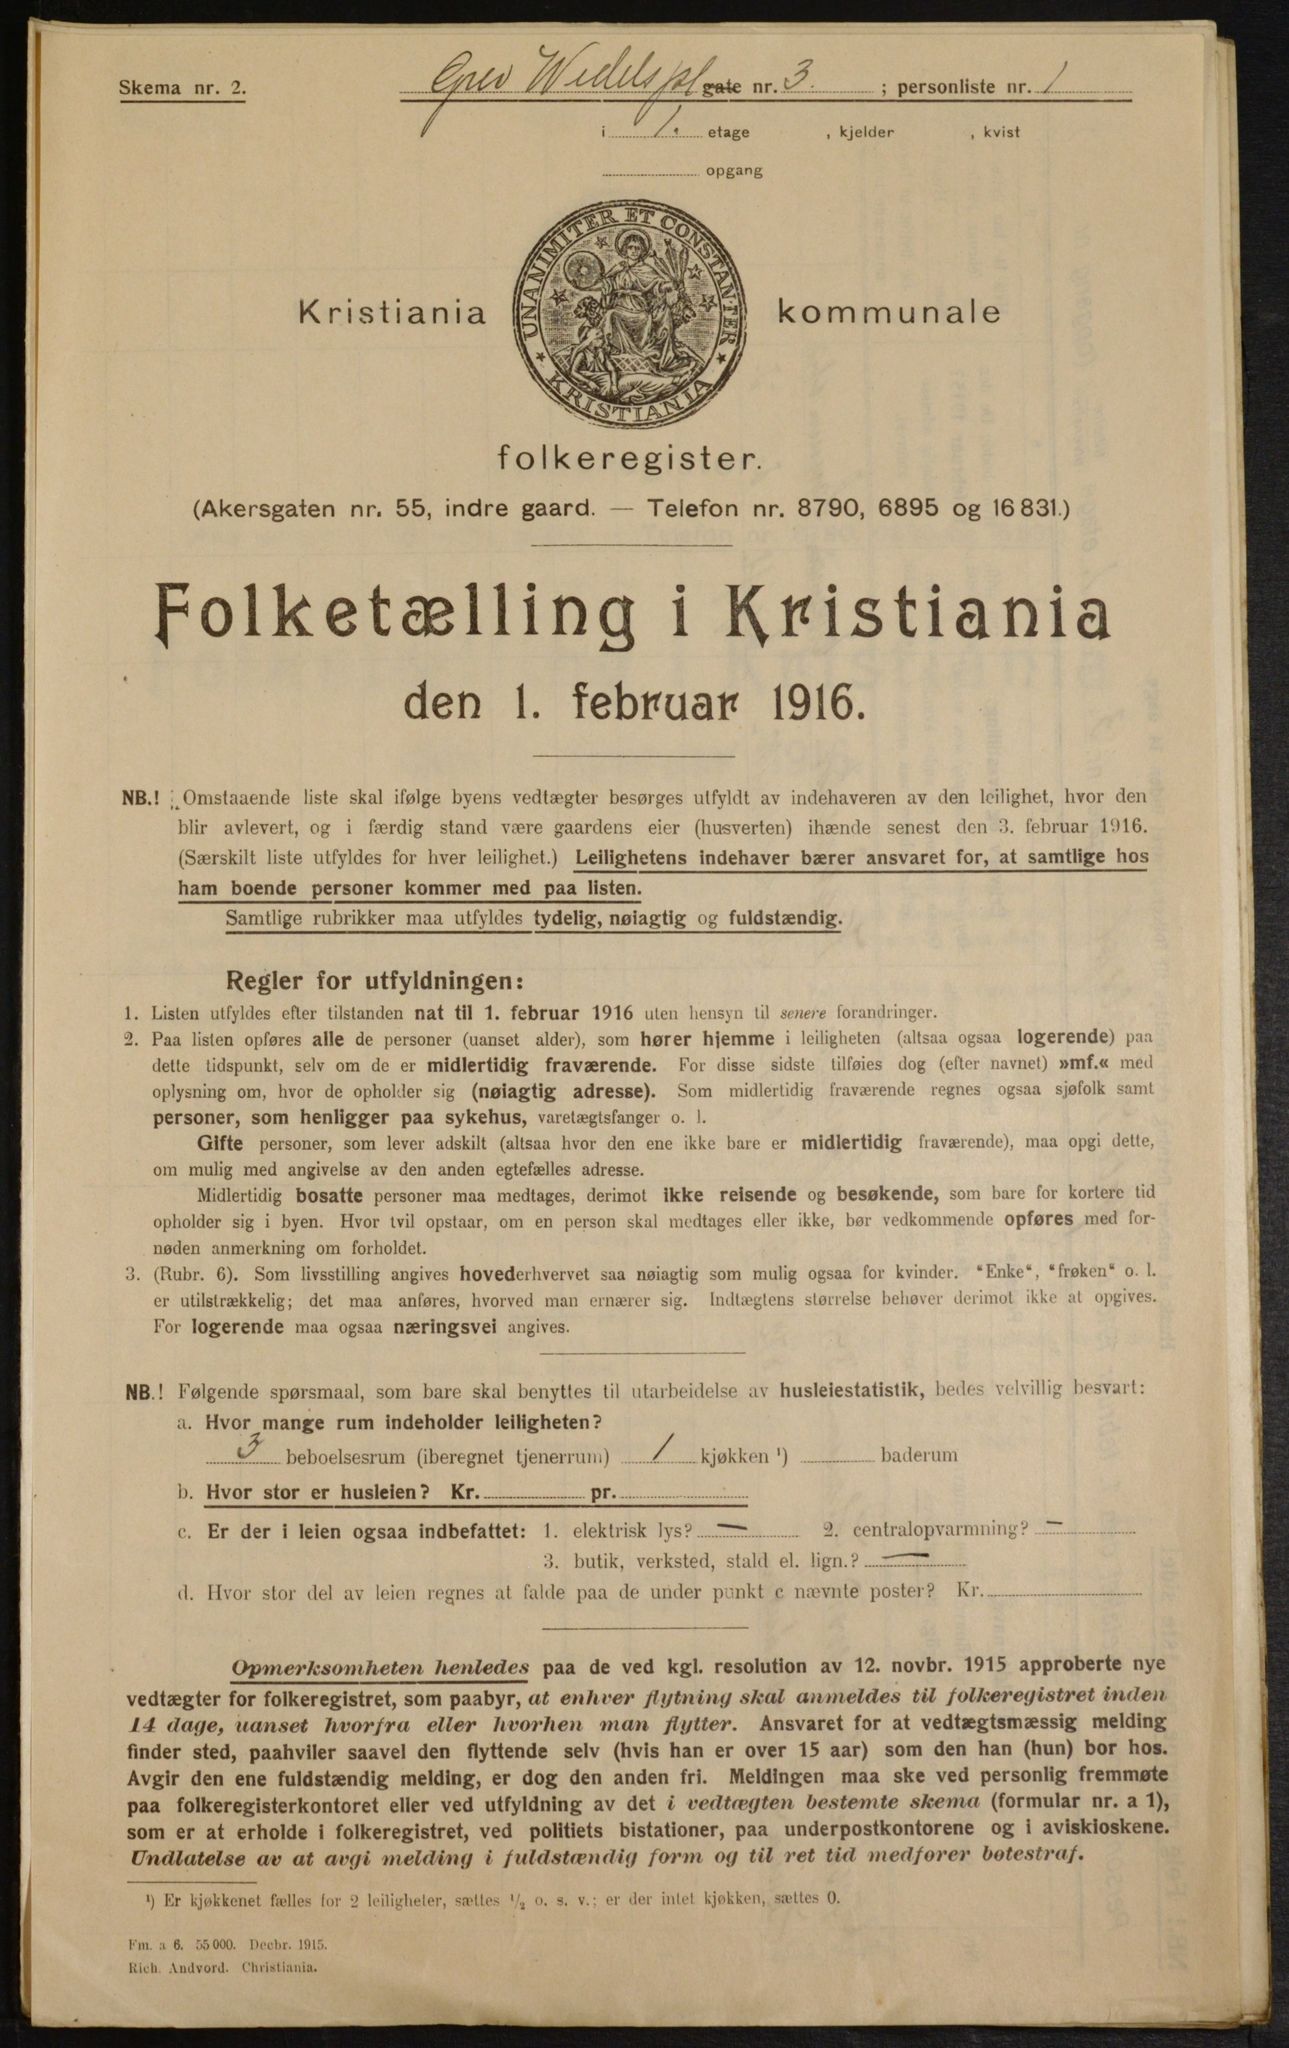 Skema nr. 2.
Grev Wedels pl gate nr. 3. ; personliste nr. 1
i 1. etage , kjelder , kvist
opgang
UNANIMITER ET CONSTANTER
KRISTIANIA
Kristiania kommunale
folkeregister.
(Akersgaten nr. 55, indre gaard. — Telefon nr. 8790, 6895 og 16 831.)
Folketælling i Kristiania
den 1. februar 1916.
NB.! Omstaaende liste skal ifølge byens vedtægter besørges utfyldt av indehaveren av den leilighet, hvor den
blir avlevert, og i færdig stand være gaardens eier (husverten) ihænde senest den 3. februar 1916.
(Særskilt liste utfyldes for hver leilighet.) Leilighetens indehaver bærer ansvaret for, at samtlige hos
ham boende personer kommer med paa listen.
Samtlige rubrikker maa utfyldes tydelig, nøiagtig og fuldstændig.
Regler for utfyldningen:
1. Listen utfyldes efter tilstanden nat til 1. februar 1916 uten hensyn til senere forandringer.
2. Paa listen opføres alle de personer (uanset alder), som hører hjemme i leiligheten (altsaa ogsaa logerende) paa
dette tidspunkt, selv om de er midlertidig fraværende. For disse sidste tilføies dog (efter navnet) »mf.« med
oplysning om, hvor de opholder sig (nøiagtig adresse). Som midlertidig fraværende regnes ogsaa sjøfolk samt
personer, som henligger paa sykehus, varetægtsfanger o. l.
Gifte personer, som lever adskilt (altsaa hvor den ene ikke bare er midlertidig fraværende), maa opgi dette,
om mulig med angivelse av den anden egtefælles adresse.
Midlertidig bosatte personer maa medtages, derimot ikke reisende og besøkende, som bare for kortere tid
opholder sig i byen. Hvor tvil opstaar, om en person skal medtages eller ikke, bør vedkommende opføres med for-
nøden anmerkning om forholdet.
3. (Rubr. 6). Som livsstilling angives hovederhvervet saa nøiagtig som mulig ogsaa for kvinder. "Enke", "frøken" o. l.
er utilstrækkelig; det maa anføres, hvorved man ernærer sig. Indtægtens størrelse behøver derimot ikke at opgives.
For logerende maa ogsaa næringsvei angives.
NB.! Følgende spørsmaal, som bare skal benyttes til utarbeidelse av husleiestatistik, bedes velvillig besvart:
a. Hvor mange rum indeholder leiligheten?
3 beboelsesrum (iberegnet tjenerrum) 1 kjøkken ¹) baderum
b. Hvor stor er husleien? Kr. pr.
c. Er der i leien ogsaa indbefattet: 1. elektrisk lys? — 2. centralopvarmning? —
3. butik, verksted, stald el. lign.? —
d. Hvor stor del av leien regnes at falde paa de under punkt c nævnte poster? Kr.
Opmerksomheten henledes paa de ved kgl. resolution av 12. novbr. 1915 approberte nye
vedtægter for folkeregistret, som paabyr, at enhver flytning skal anmeldes til folkeregistret inden
14 dage, uanset hvorfra eller hvorhen man flytter. Ansvaret for at vedtægtsmæssig melding
finder sted, paahviler saavel den flyttende selv (hvis han er over 15 aar) som den han (hun) bor hos.
Avgir den ene fuldstændig melding, er dog den anden fri. Meldingen maa ske ved personlig fremmøte
paa folkeregisterkontoret eller ved utfyldning av det i vedtægten bestemte skema (formular nr. a 1),
som er at erholde i folkeregistret, ved politiets bistationer, paa underpostkontorene og i aviskioskene.
Undlatelse av at avgi melding i fuldstændig form og til ret tid medfører bøtestraf.
¹) Er kjøkkenet fælles for 2 leiligheter, sættes ½ o. s. v.; er der intet kjøkken, sættes 0.
Fm. a 6. 55 000. Decbr. 1915.
Rich. Andvord. Christiania.